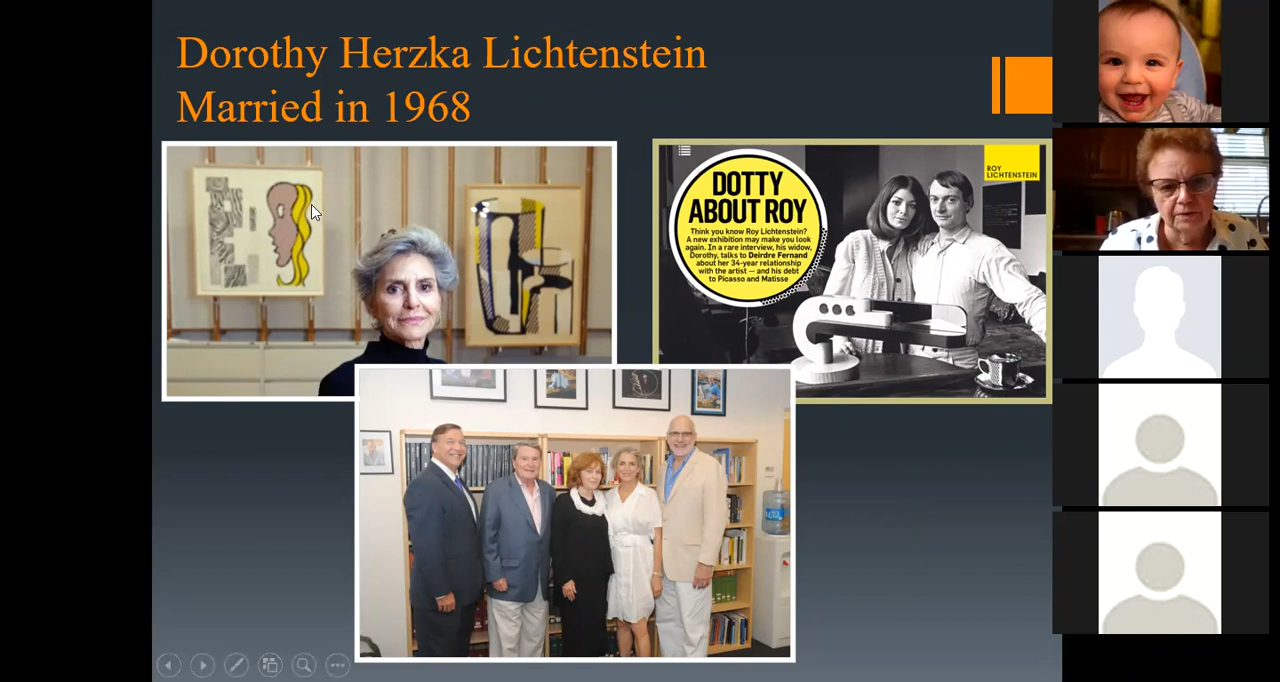 Dorothy Herzka Lichtenstein
Married in 1968
DOTTY
ABOUT ROY
Think you know Roy Lichtenstein?
A new exhibition may make you look
again. In a rare interview, his widow,
Dorothy, talks to Deirdre Fernand
about her 34-year relationship
with the artist — and his debt
to Picasso and Matisse
ROY
LICHTENSTEIN